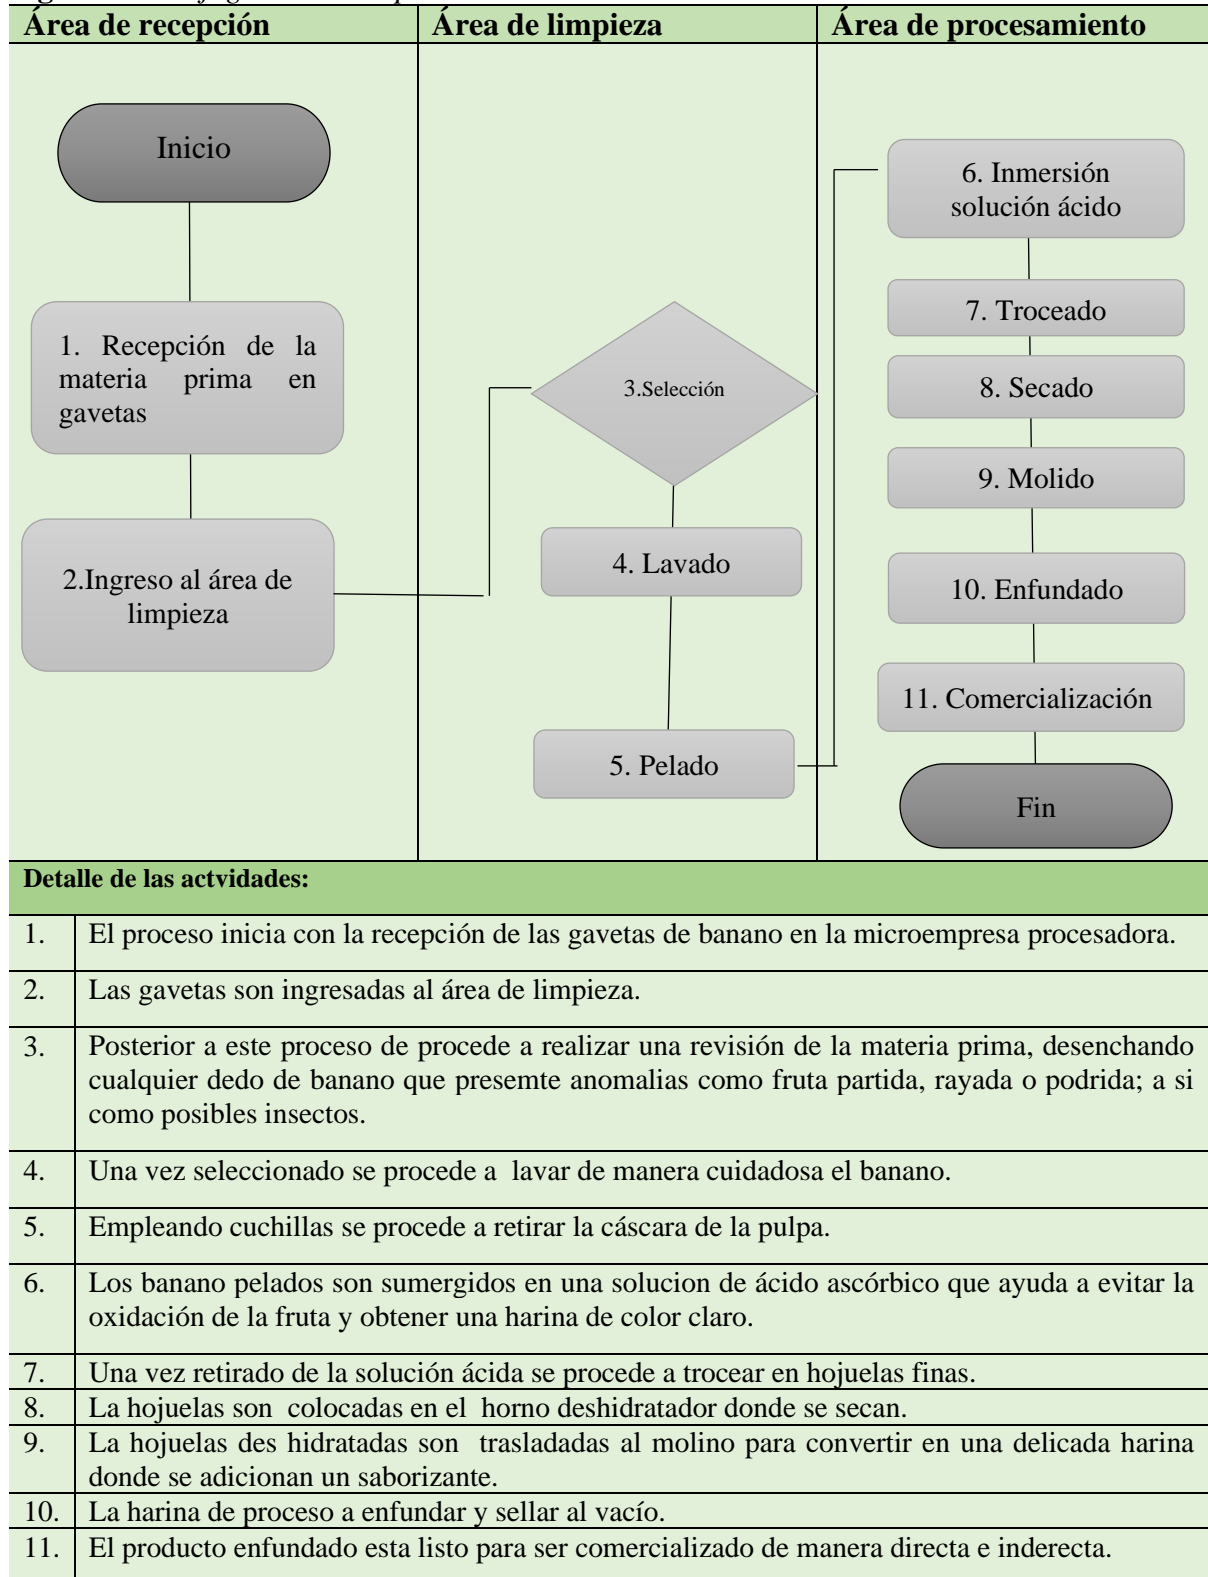 Área de recepción
Área de limpieza
Área de procesamiento
Inicio
1. Recepción de la
materia prima en
gavetas
2.Ingreso al área de
limpieza
3.Selección
4. Lavado
5. Pelado
6. Inmersión
solución ácido
7. Troceado
8. Secado
9. Molido
10. Enfundado
11. Comercialización
Fin
Detalle de las actvidades:
1. El proceso inicia con la recepción de las gavetas de banano en la microempresa procesadora.
2. Las gavetas son ingresadas al área de limpieza.
3. Posterior a este proceso de procede a realizar una revisión de la materia prima, desenchando
cualquier dedo de banano que presemte anomalias como fruta partida, rayada o podrida; a si
como posibles insectos.
4. Una vez seleccionado se procede a lavar de manera cuidadosa el banano.
5. Empleando cuchillas se procede a retirar la cáscara de la pulpa.
6. Los banano pelados son sumergidos en una solucion de ácido ascórbico que ayuda a evitar la
oxidación de la fruta y obtener una harina de color claro.
7. Una vez retirado de la solución ácida se procede a trocear en hojuelas finas.
8. La hojuelas son colocadas en el horno deshidratador donde se secan.
9. La hojuelas des hidratadas son trasladadas al molino para convertir en una delicada harina
donde se adicionan un saborizante.
10. La harina de proceso a enfundar y sellar al vacío.
11. El producto enfundado esta listo para ser comercializado de manera directa e inderecta.